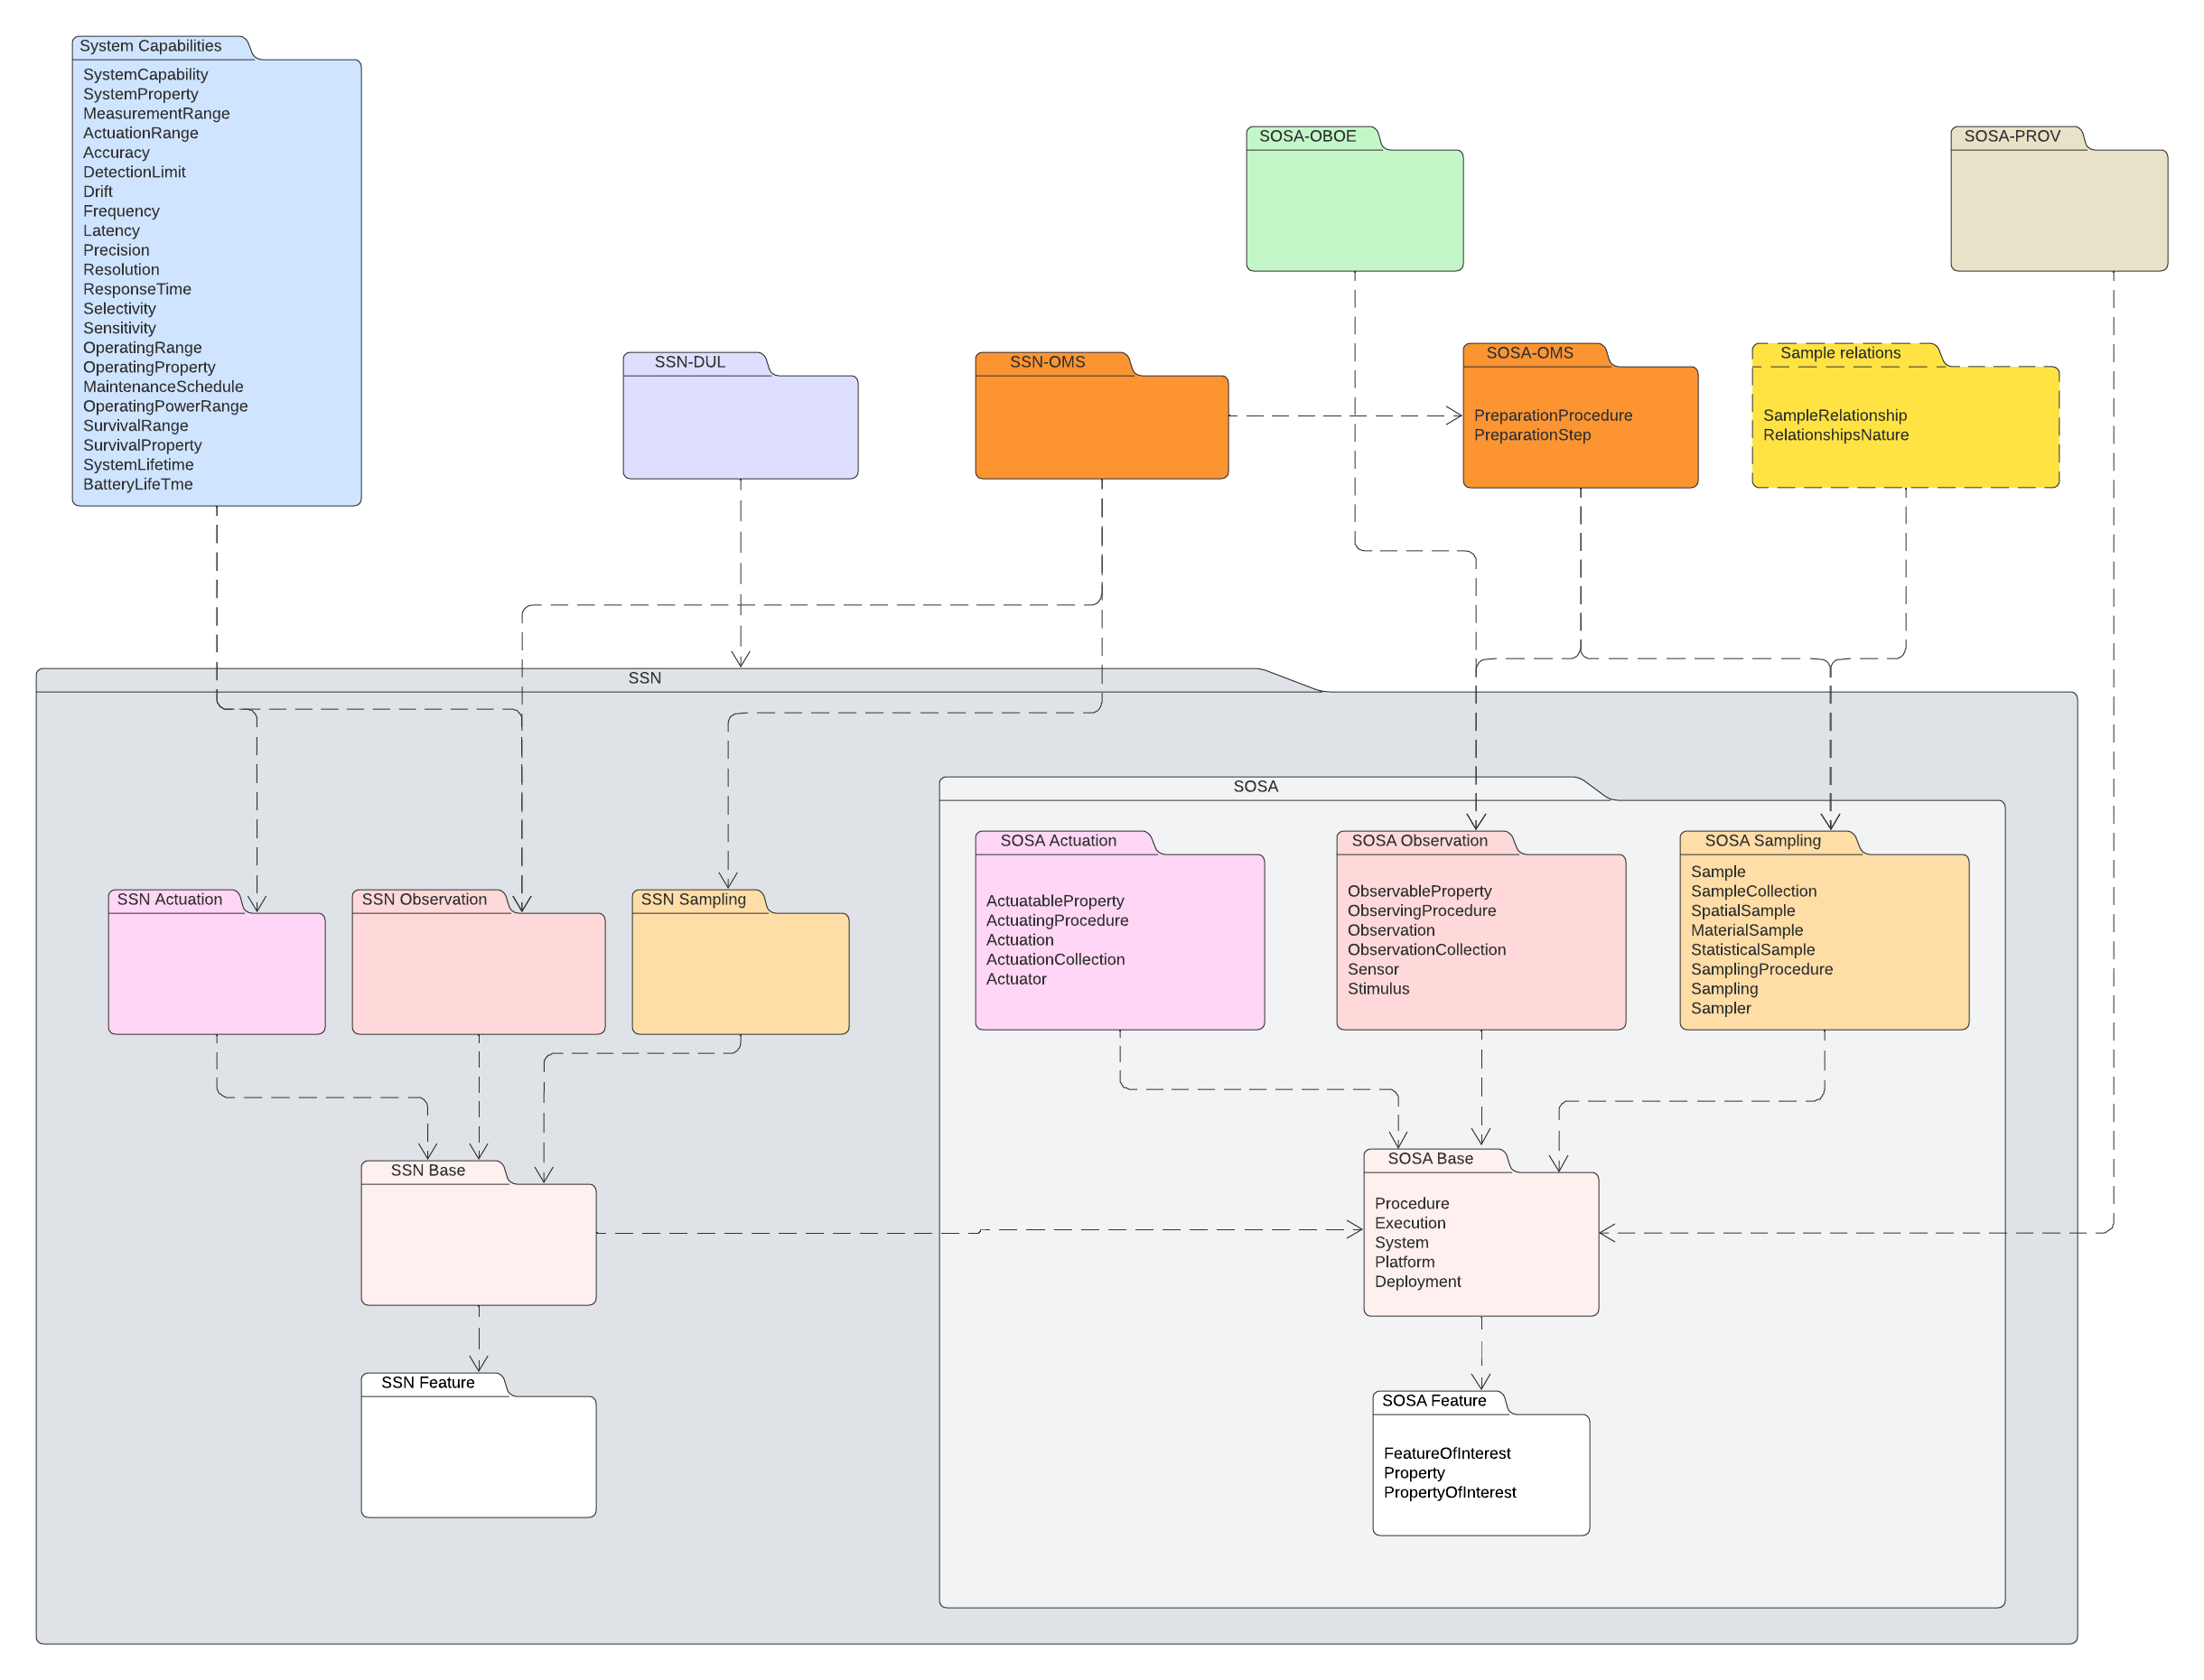 System Capabilities
SystemCapability
SystemProperty
MeasurementRange
ActuationRange
Accuracy
DetectionLimit
Drift
Frequency
Latency
Precision
Resolution
ResponseTime
Selectivity
Sensitivity
OperatingRange
OperatingProperty
MaintenanceSchedule
OperatingPowerRange
SurvivalRange
SurvivalProperty
SystemLifetime
BatteryLifeTme
SOSA-OBOE
SOSA-PROV
SSN-DUL
SSN-OMS
SOSA-OMS
PreparationProcedure
PreparationStep
Sample relations
SampleRelationship
RelationshipsNature
SSN
SOSA
SSN Actuation
SSN Observation
SSN Sampling
SOSA Actuation
ActuatableProperty
ActuatingProcedure
Actuation
ActuationCollection
Actuator
SOSA Observation
ObservableProperty
ObservingProcedure
Observation
ObservationCollection
Sensor
Stimulus
SOSA Sampling
Sample
SampleCollection
SpatialSample
MaterialSample
StatisticalSample
SamplingProcedure
Sampling
Sampler
SSN Base
SOSA Base
Procedure
Execution
System
Platform
Deployment
SSN Feature
SOSA Feature
FeatureOfInterest
Property
PropertyOfInterest